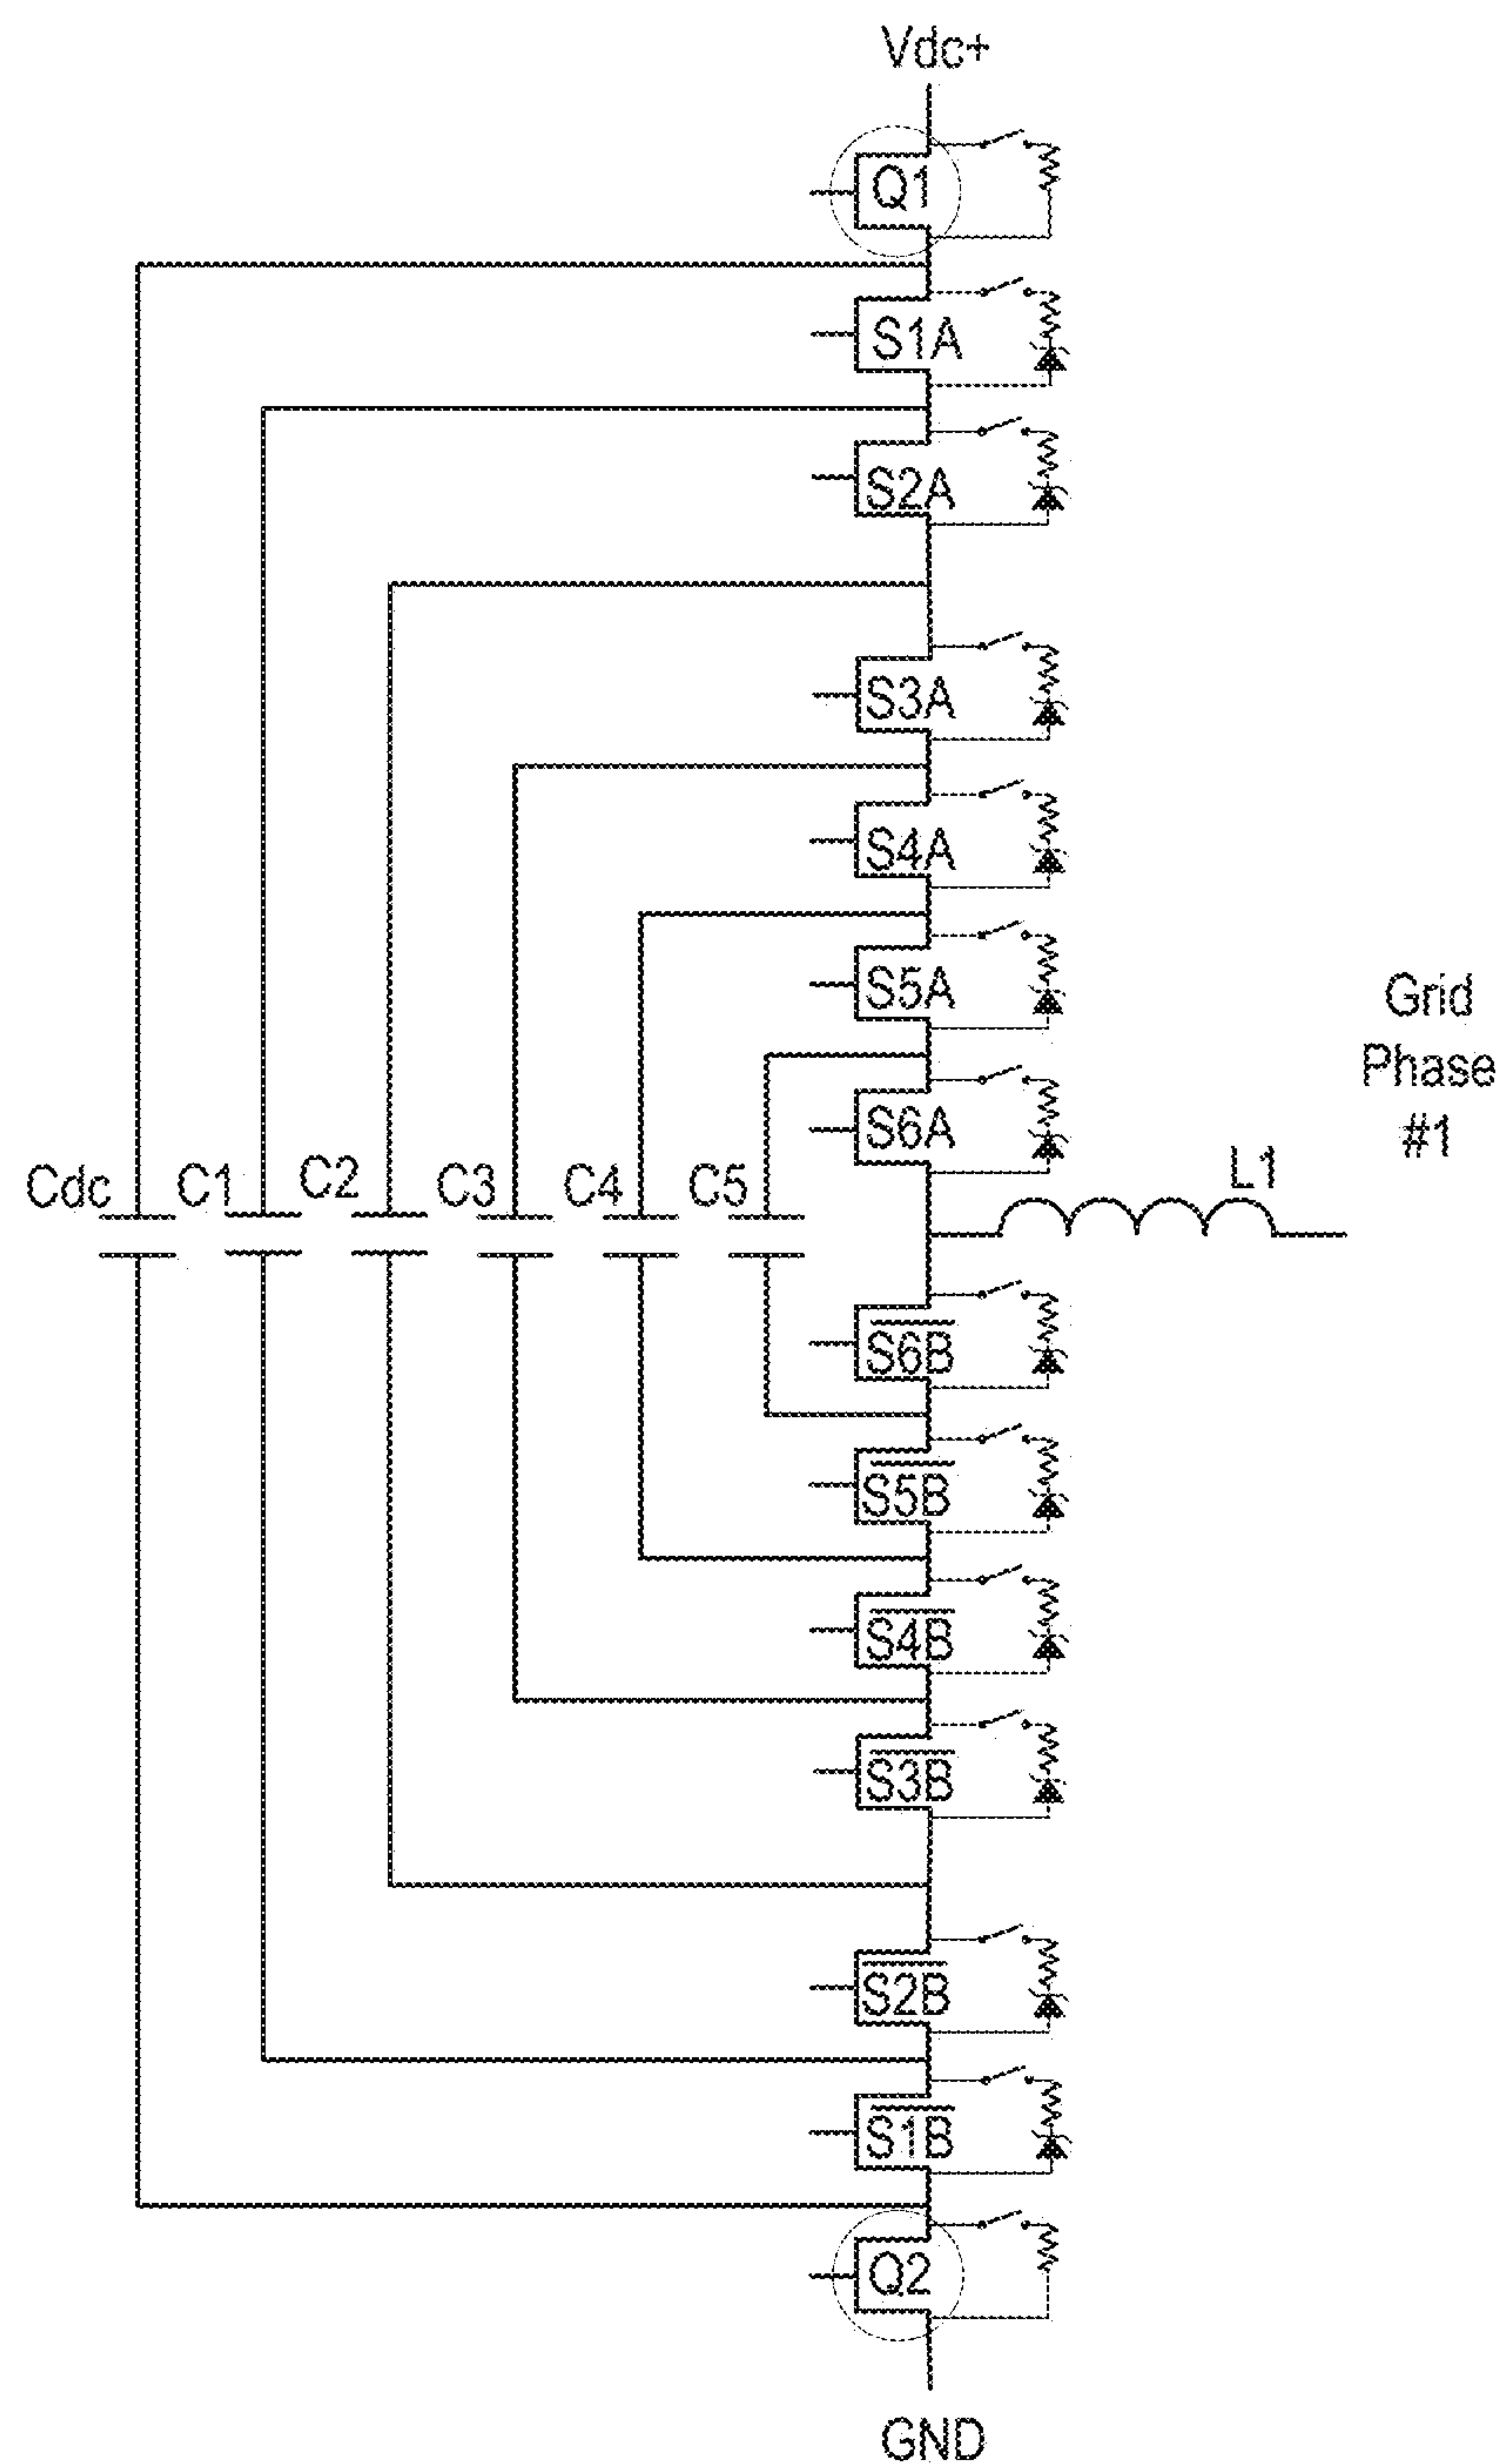 Vdc+
Q1
S1A
S2A
S3A
S4A
S5A
Grid
Phase
#1
S6A
Cdc
C1
C2
C3
C4
C5
L1
S6B
S5B
S4B
S3B
S2B
S1B
Q2
GND